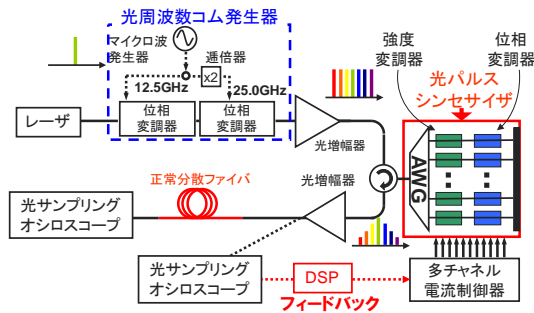 光周波数コム発生器
マイクロ波
発生器
逓倍器
x2
12.5GHz
25.0GHz
レーザ
位相
変調器
位相
変調器
光増幅器
強度
変調器
位相
変調器
光パルス
シンセサイザ
AWG
正常分散ファイバ
光増幅器
光サンプリング
オシロスコープ
光サンプリング
オシロスコープ
DSP
フィードバック
多チャネル
電流制御器